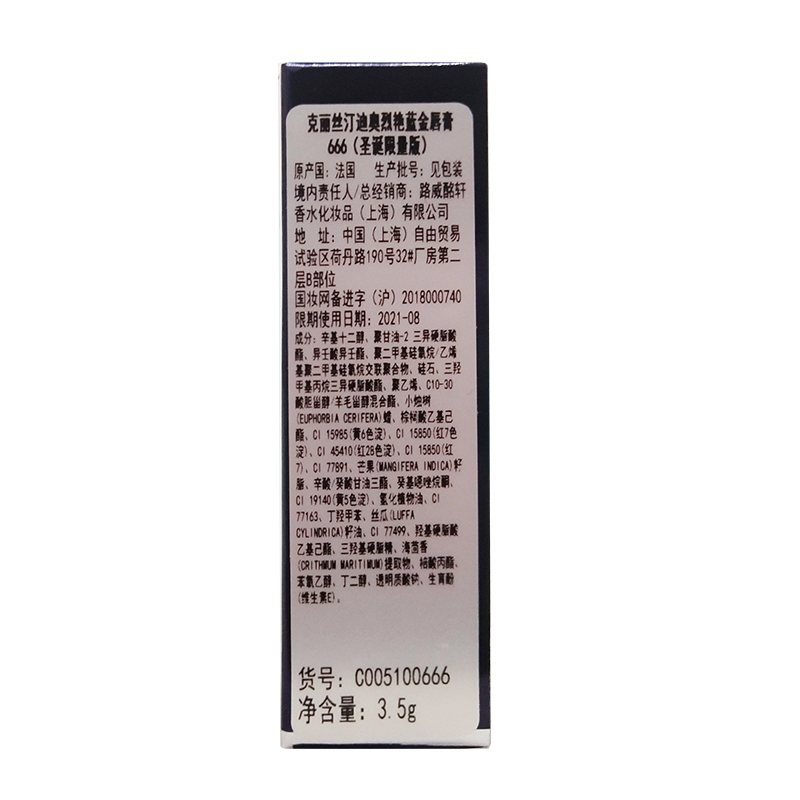 克丽丝汀迪奥烈艳蓝金唇膏
666（圣诞限量版）
原产国：法国 生产批号：见包装
境内责任人/总经销商：路威酩轩
香水化妆品（上海）有限公司
地 址：中国（上海）自由贸易
试验区荷丹路190号32#厂房第二
层B部位
国妆网备进字（沪）2018000740
限期使用日期：2021-08
成分：辛基十二醇、聚甘油-2 三异硬脂酸
酯、异壬酸异壬酯、聚二甲基硅氧烷/乙烯
基聚二甲基硅氧烷交联聚合物、硅石、三羟
甲基丙烷三异硬脂酸酯、聚乙烯、C10-30
酸胆甾醇/羊毛甾醇混合酯、小烛树
(EUPHORBIA CERIFERA)蜡、棕榈酸乙基己
酯、CI 15985(黄6色淀)、CI 15850(红7色
淀)、CI 45410(红28色淀)、CI 15850(红
7)、CI 77891、芒果(MANGIFERA INDICA)籽
脂、辛酸/癸酸甘油三酯、癸基噁唑烷酮、
CI 19140(黄5色淀)、氢化植物油、CI
77163、丁羟甲苯、丝瓜(LUFFA
CYLINDRICA)籽油、CI 77499、羟基硬脂酸
乙基己酯、三羟基硬脂精、海茴香
(CRITHMUM MARITIMUM)提取物、棓酸丙酯、
苯氧乙醇、丁二醇、透明质酸钠、生育酚
(维生素E)。
货号：C005100666
净含量：3.5g